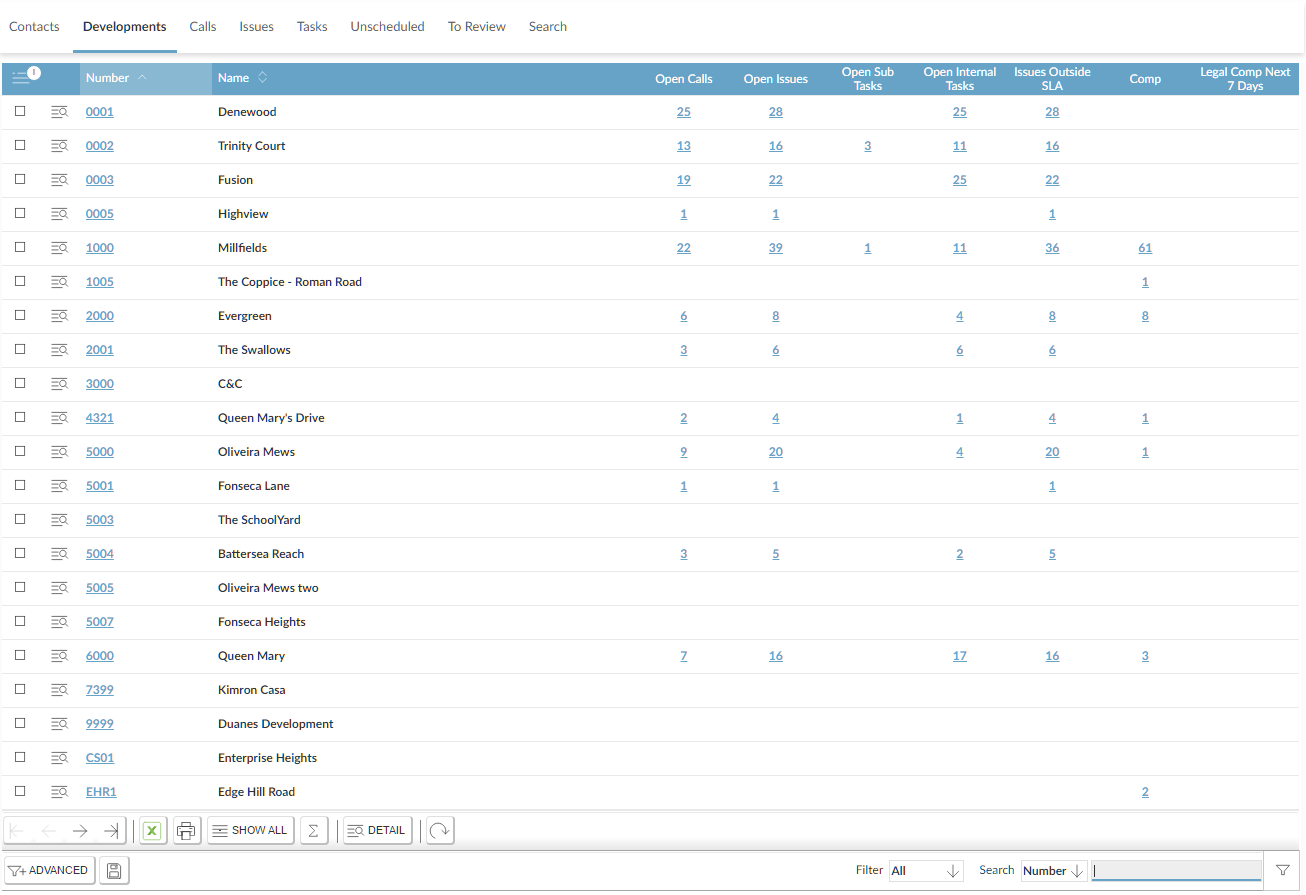 Contacts Developments Calls Issues Tasks Unscheduled To Review Search
Number Name Open Calls Open Issues Open Sub Tasks Open Internal Tasks Issues Outside SLA Comp Legal Comp Next 7 Days
0001 Denewood 25 28 25 28
0002 Trinity Court 13 16 3 11 16
0003 Fusion 19 22 25 22
0005 Highview 1 1 1
1000 Millfields 22 39 1 11 36 61
1005 The Coppice - Roman Road 1
2000 Evergreen 6 8 4 8 8
2001 The Swallows 3 6 6 6
3000 C&C
4321 Queen Mary's Drive 2 4 1 4 1
5000 Oliveira Mews 9 20 4 20 1
5001 Fonseca Lane 1 1 1
5003 The SchoolYard
5004 Battersea Reach 3 5 2 5
5005 Oliveira Mews two
5007 Fonseca Heights
6000 Queen Mary 7 16 17 16 3
7399 Kimron Casa
9999 Duanes Development
CS01 Enterprise Heights
EHR1 Edge Hill Road 2
SHOW ALL Σ DETAIL
ADVANCED Filter All Search Number